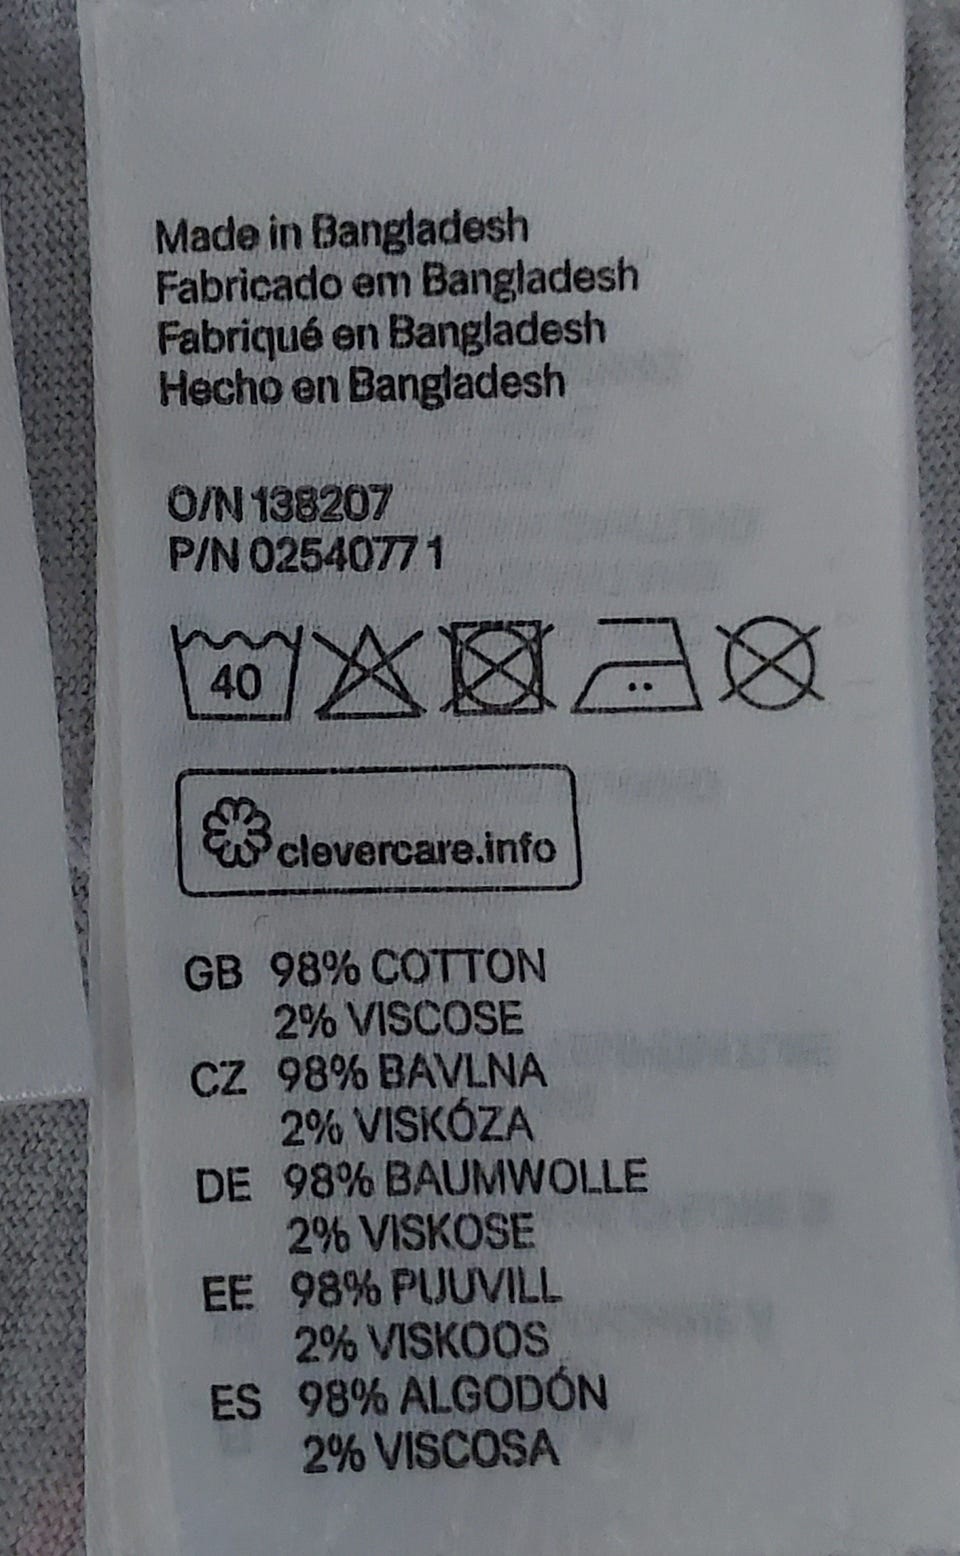 Made in Bangladesh
Fabricado em Bangladesh
Fabriqué en Bangladesh
Hecho en Bangladesh
O/N 138207
P/N 02540771
40
clevercare.info
GB 98% COTTON
2% VISCOSE
CZ 98% BAVLNA
2% VISKÓZA
DE 98% BAUMWOLLE
2% VISKOSE
EE 98% PUUVILL
2% VISKOOS
ES 98% ALGODÓN
2% VISCOSA